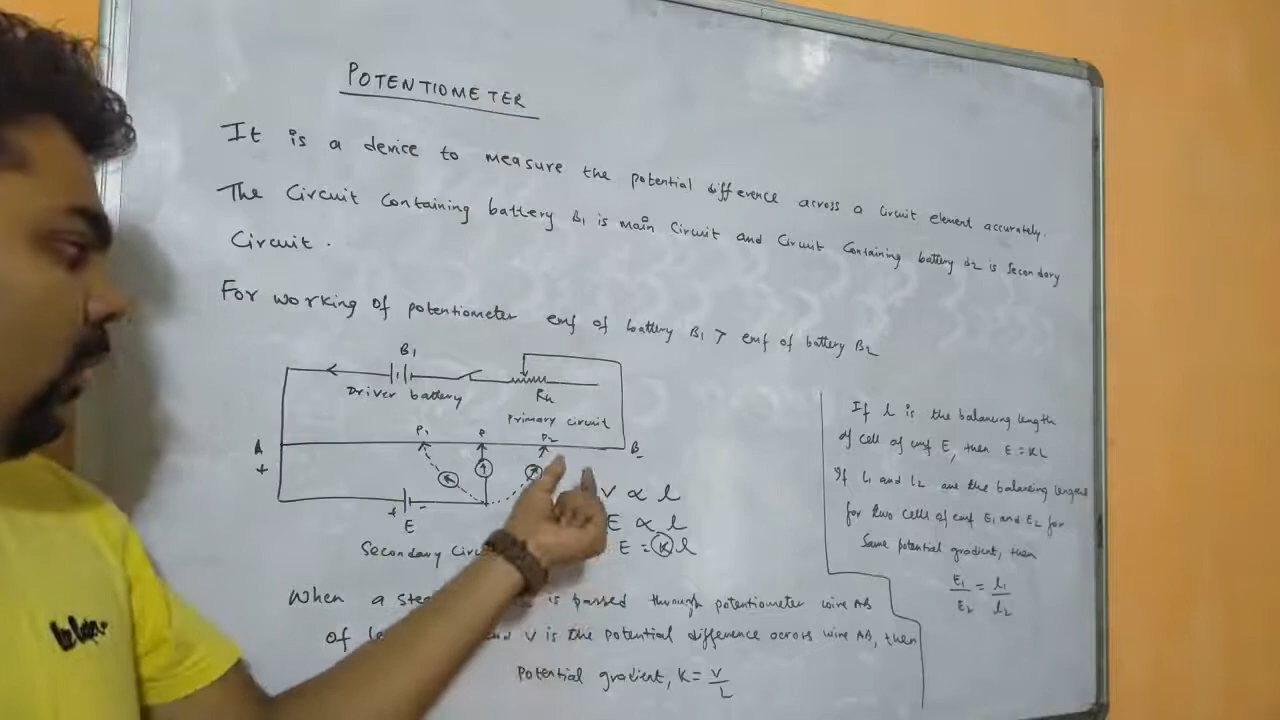 POTENTIOMETER
It is a device to measure the potential difference across a circuit element accurately.
The Circuit Containing battery B1 is main Circuit and Circuit Containing battery B2 is Secondary
Circuit.
For working of potentiometer emf of battery B1 > emf of battery B2
B1
Driver battery
Rh
Primary circuit
A
P1
P
P2
B
+
-
+ E -
Secondary
V ∝ l
E ∝ l
E = K l
When a is passed through potentiometer wire AB
of V is the potential difference across wire AB, then
Potential gradient, K = V/L
If l is the balancing length
of cell of emf E, then E = Kl
If l1 and l2 are the balancing lengths
for two cells of emf E1 and E2 for
Same potential gradient, then
E1/E2 = l1/l2